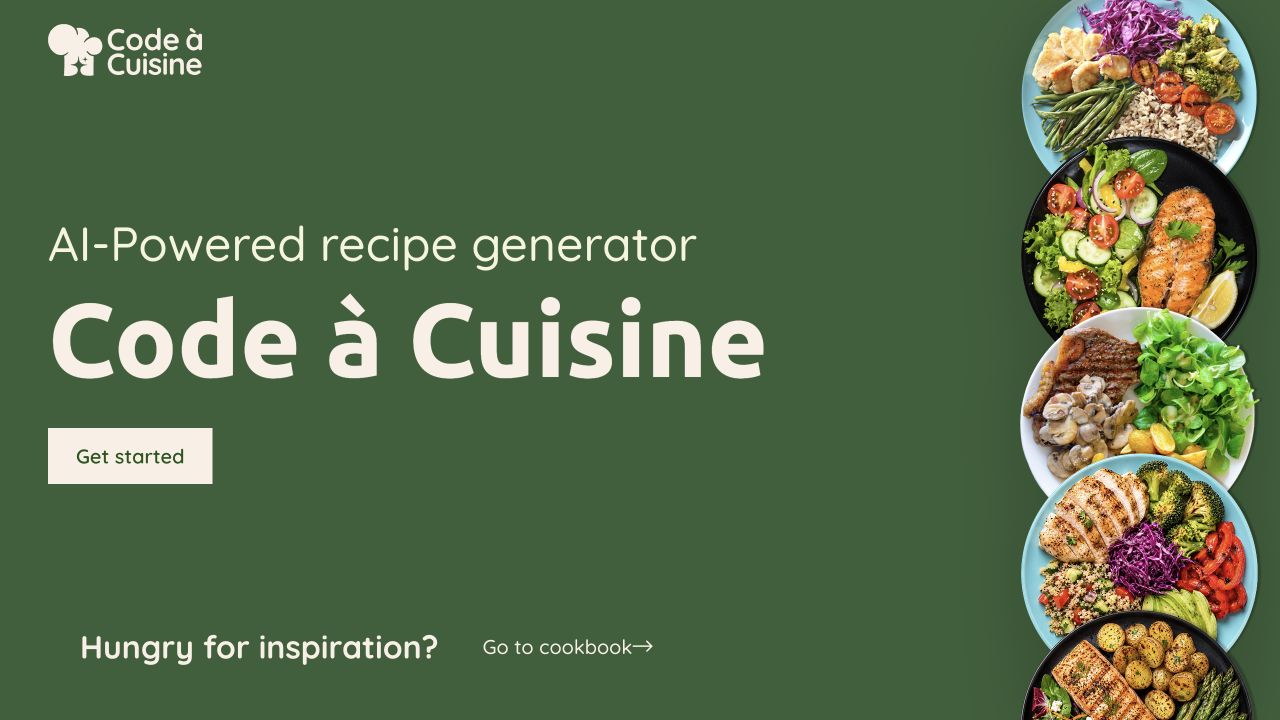 Code à
Cuisine
AI-Powered recipe generator
Code à Cuisine
Get started
Hungry for inspiration?
Go to cookbook→